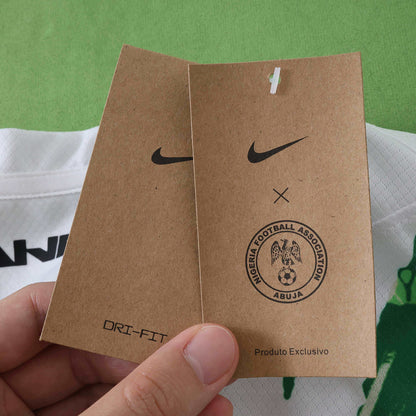 DRI-FIT
×
NIGERIA FOOTBALL ASSOCIATION
ABUJA
Produto Exclusivo